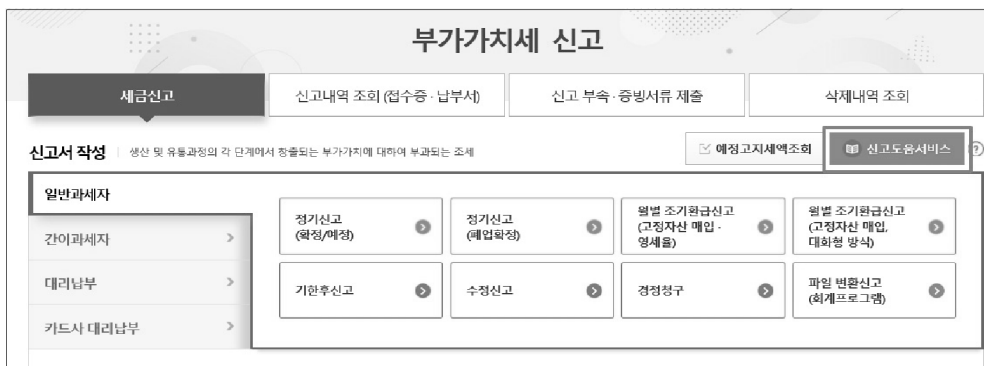 부가가치세 신고
세금신고
신고내역 조회 (접수증 · 납부서)
신고 부속 · 증빙서류 제출
삭제내역 조회
신고서 작성
생산 및 유통과정의 각 단계에서 창출되는 부가가치에 대하여 부과되는 조세
예정고지세액조회
신고도움서비스
?
일반과세자
간이과세자
대리납부
카드사 대리납부
정기신고
(확정/예정)
정기신고
(폐업확정)
월별 조기환급신고
(고정자산 매입 ·
영세율)
월별 조기환급신고
(고정자산 매입,
대화형 방식)
기한후신고
수정신고
경정청구
파일 변환신고
(회계프로그램)